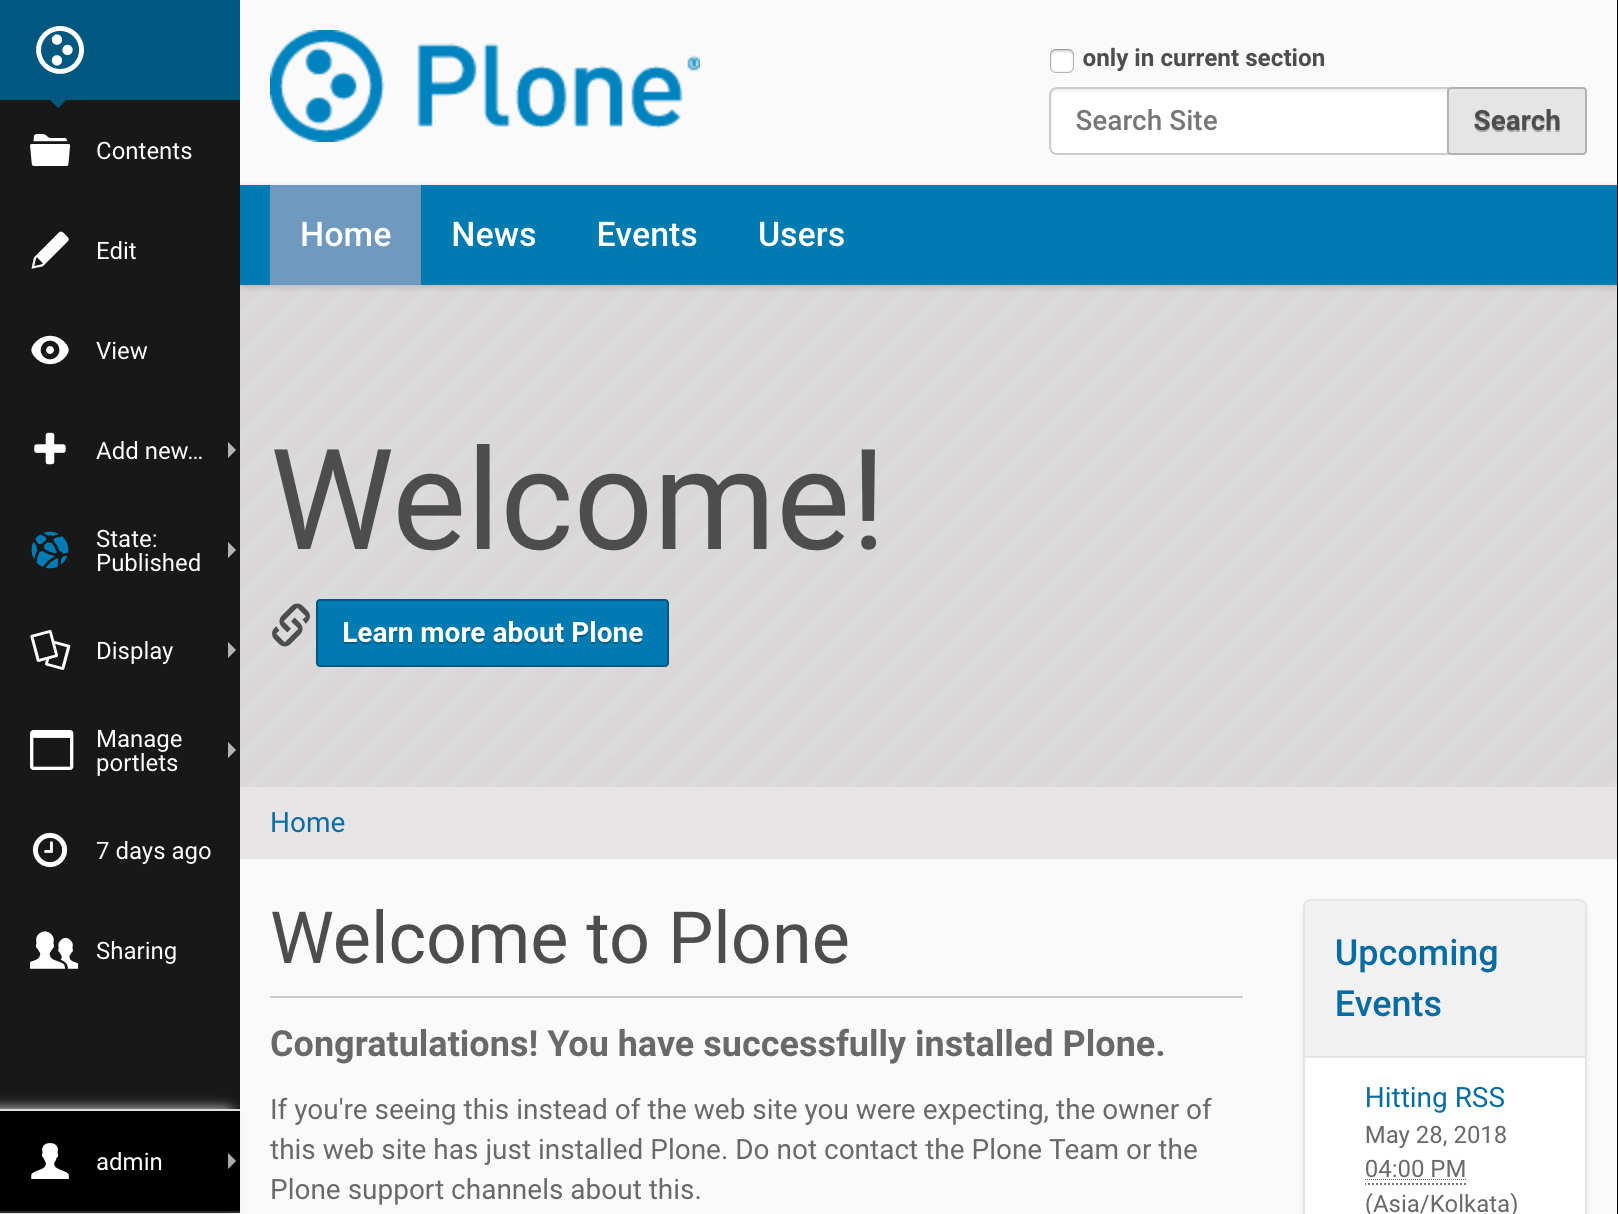 Contents
Edit
View
Add new...
State:
Published
Display
Manage
portlets
7 days ago
Sharing
admin
Plone®
only in current section
Search Site
Search
Home
News
Events
Users
Welcome!
Learn more about Plone
Home
Welcome to Plone
Congratulations! You have successfully installed Plone.
If you're seeing this instead of the web site you were expecting, the owner of
this web site has just installed Plone. Do not contact the Plone Team or the
Plone support channels about this.
Upcoming
Events
Hitting RSS
May 28, 2018
04:00 PM
(Asia/Kolkata)